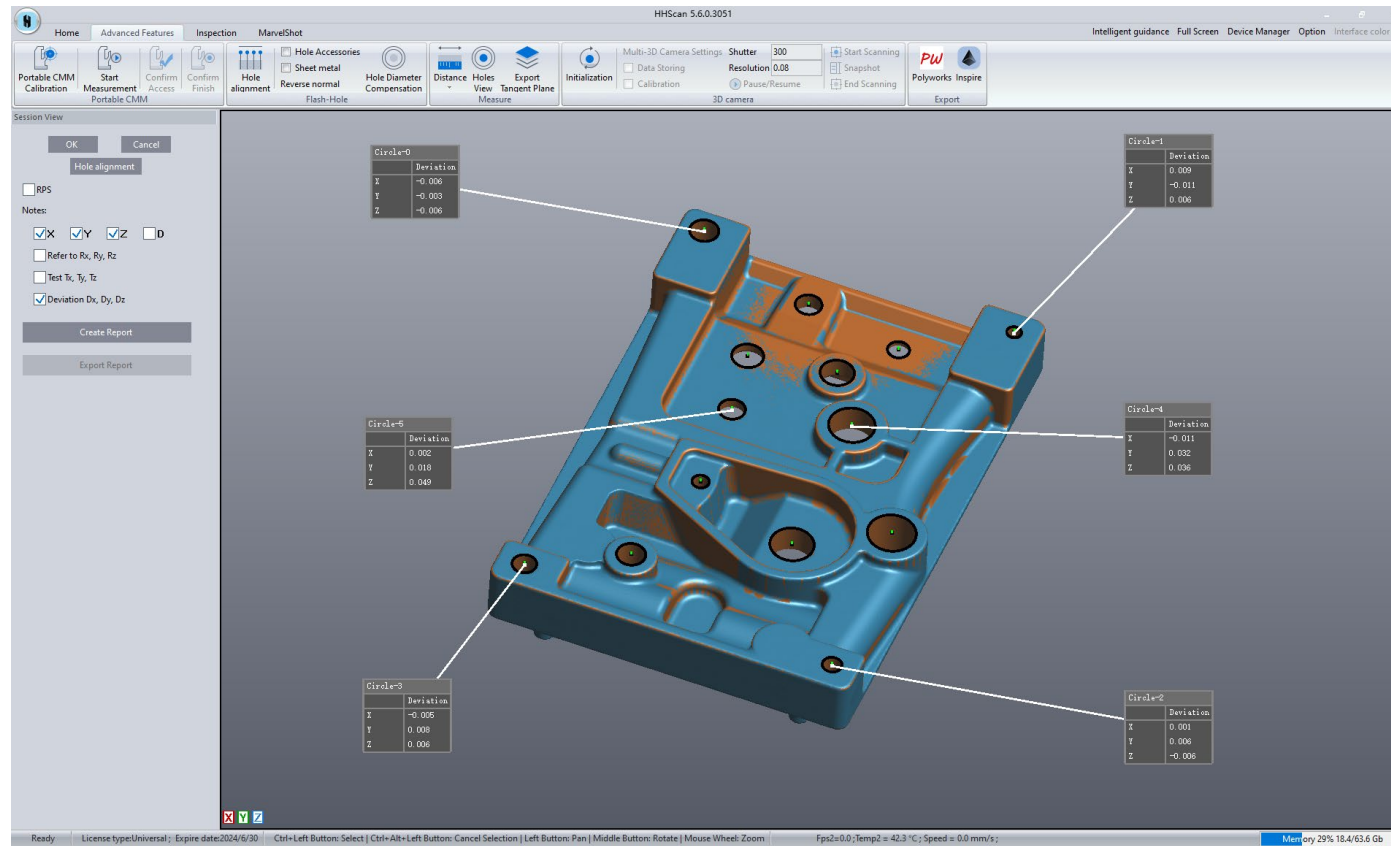 HHScan 5.6.0.3051
Home Advanced Features Inspection MarvelShot
Intelligent guidance Full Screen Device Manager Option Interface color
Portable CMM Calibration
Start Measurement
Confirm Access
Confirm Finish
Portable CMM
Hole alignment
Hole Accessories
Sheet metal
Reverse normal
Hole Diameter Compensation
Flash-Hole
Distance
Holes View
Export Tangent Plane
Measure
Initialization
Multi-3D Camera Settings
Data Storing
Calibration
Shutter 300
Resolution 0.08
Pause/Resume
Start Scanning
Snapshot
End Scanning
3D camera
PW
Polyworks
Inspire
Export
Session View
OK Cancel
Hole alignment
RPS
Notes:
X Y Z D
Refer to Rx, Ry, Rz
Test Tx, Ty, Tz
Deviation Dx, Dy, Dz
Create Report
Export Report
Circle-0
Deviation
X -0.006
Y -0.003
Z -0.006
Circle-1
Deviation
X 0.009
Y -0.011
Z 0.006
Circle-5
Deviation
X 0.002
Y 0.018
Z 0.049
Circle-4
Deviation
X -0.011
Y 0.032
Z 0.036
Circle-3
Deviation
X -0.005
Y 0.008
Z 0.006
Circle-2
Deviation
X 0.001
Y 0.006
Z -0.006
X Y Z
Ready License type:Universal ; Expire date:2024/6/30 Ctrl+Left Button: Select | Ctrl+Alt+Left Button: Cancel Selection | Left Button: Pan | Middle Button: Rotate | Mouse Wheel: Zoom Fps2=0.0 ;Temp2 = 42.3 °C ; Speed = 0.0 mm/s ; Memory 29% 18.4/63.6 Gb